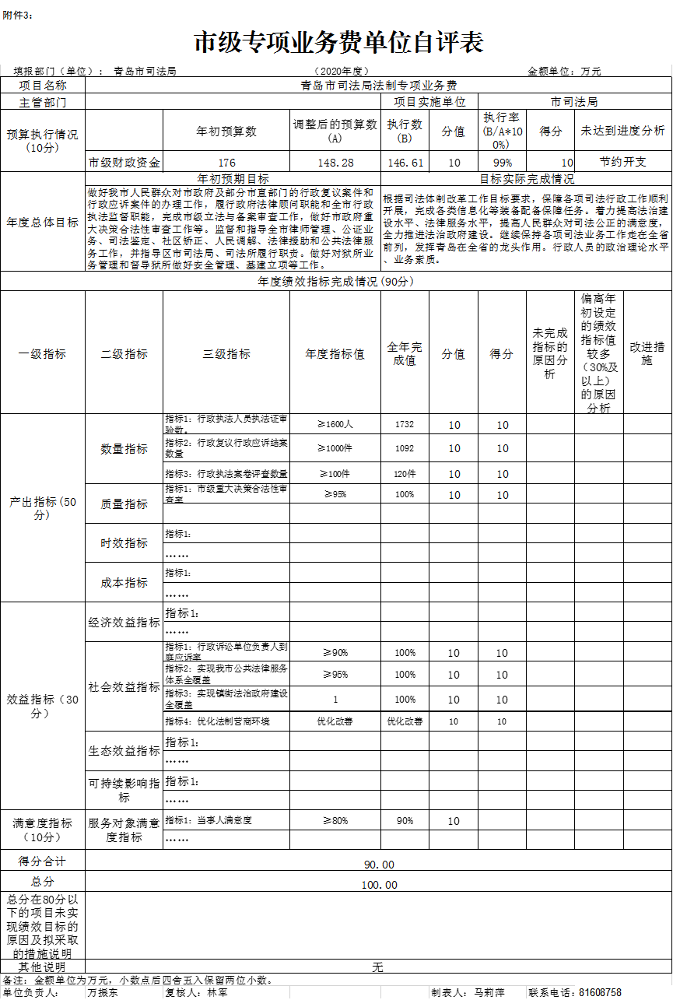 附件3:
市级专项业务费单位自评表
填报部门（单位）： 青岛市司法局 （2020年度） 金额单位：万元
项目名称 青岛市司法局法制专项业务费
主管部门 项目实施单位 市司法局
预算执行情况
(10分)
年初预算数
调整后的预算数
(A)
执行数
(B)
分值
执行率
(B/A*10
0%)
得分
未达到进度分析
市级财政资金 176 148.28 146.61 10 99% 10 节约开支
年度总体目标
年初预期目标 目标实际完成情况
做好我市人民群众对市政府及部分市直部门的行政复议案件和
行政应诉案件的办理工作，履行政府法律顾问职能和全市行政
执法监督职能，完成市级立法与备案审查工作，做好市政府重
大决策合法性审查工作等。监督和指导全市律师管理、公证业
务、司法鉴定、社区矫正、人民调解、法律援助和公共法律服
务工作，并指导区市司法局、司法所履行职责。做好对狱所业
务管理和督导狱所做好安全管理、基建立项等工作。
根据司法体制改革工作目标要求，保障各项司法行政工作顺利
开展，完成各类信息化等装备配备保障任务。着力提高法治建
设水平、法律服务水平，提高人民群众对司法公正的满意度，
全力推进法治政府建设。继续保持各项司法业务工作走在全省
前列，发挥青岛在全省的龙头作用。行政人员的政治理论水平
、业务素质。
年度绩效指标完成情况(90分)
一级指标 二级指标 三级指标 年度指标值
全年完
成值
分值 得分
未完成
指标的
原因分
析
偏离年
初设定
的绩效
指标值
较多
（30%及
以上）
的原因
分析
改进措
施
产出指标(50
分)
数量指标
指标1：行政执法人员执法证审
验数。
≥1600人 1732 10 10
指标2：行政复议行政应诉结案
数量
≥1000件 1092 10 10
指标3：行政执法案卷评查数量 ≥100件 120件 10 10
质量指标
指标1：市级重大决策合法性审
查率
≥95% 100% 10 10
时效指标
指标1：
……
成本指标
指标1：
……
效益指标（30
分）
经济效益指标
指标1：
……
社会效益指标
指标1：行政诉讼单位负责人到
庭应诉率
≥90% 100% 10 10
指标2：实现我市公共法律服务
体系全覆盖
≥95% 100% 10 10
指标3：实现镇街法治政府建设
全覆盖
1 100% 10 10
指标4：优化法制营商环境 优化改善 优化改善 10 10
生态效益指标
指标1：
……
可持续影响指
标
指标1：
……
满意度指标
（10分）
服务对象满意
度指标
指标1：当事人满意度 ≥80% 90% 10
……
得分合计 90.00
总分 100.00
总分在80分以
下的项目未实
现绩效目标的
原因及拟采取
的措施说明
其他说明 无
备注：金额单位为万元，小数点后四舍五入保留两位小数。
单位负责人： 万振东 复核人：林军 制表人：马莉萍 联系电话：81608758